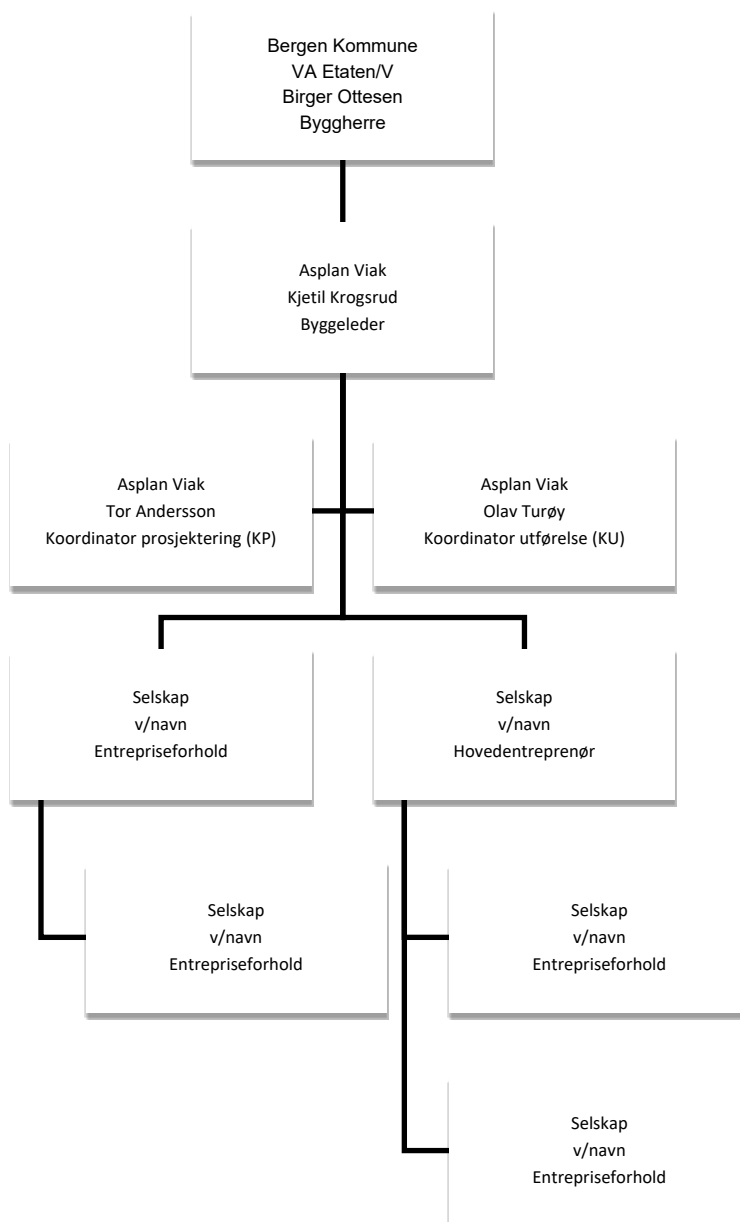 Bergen Kommune
VA Etaten/V
Birger Ottesen
Byggherre
Asplan Viak
Kjetil Krogsrud
Byggeleder
Asplan Viak
Tor Andersson
Koordinator prosjektering (KP)
Asplan Viak
Olav Turøy
Koordinator utførelse (KU)
Selskap
v/navn
Entrepriseforhold
Selskap
v/navn
Hovedentreprenør
Selskap
v/navn
Entrepriseforhold
Selskap
v/navn
Entrepriseforhold
Selskap
v/navn
Entrepriseforhold